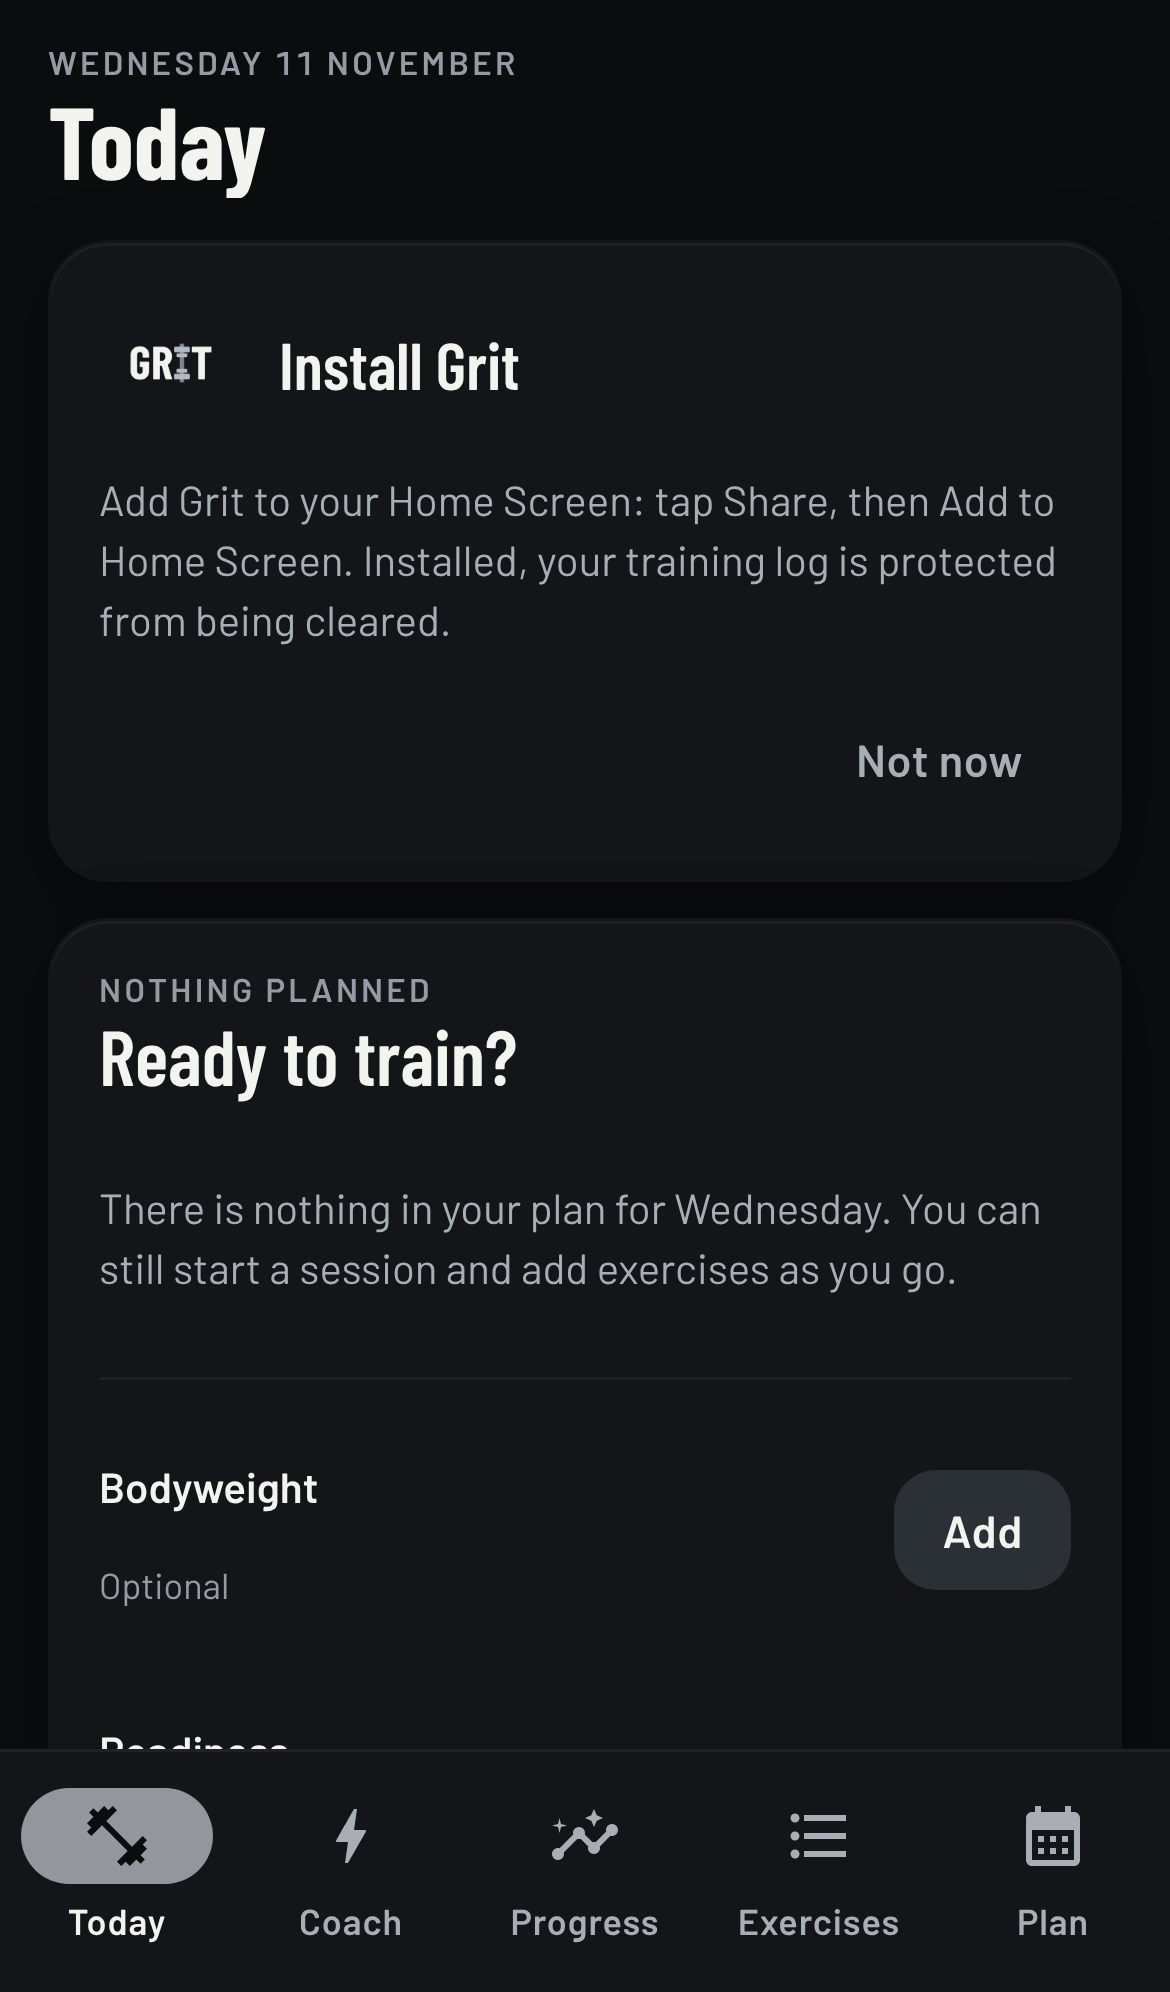 WEDNESDAY 11 NOVEMBER
Today
GRIT
Install Grit
Add Grit to your Home Screen: tap Share, then Add to
Home Screen. Installed, your training log is protected
from being cleared.
Not now
NOTHING PLANNED
Ready to train?
There is nothing in your plan for Wednesday. You can
still start a session and add exercises as you go.
Bodyweight
Add
Optional
Readiness
Today
Coach
Progress
Exercises
Plan